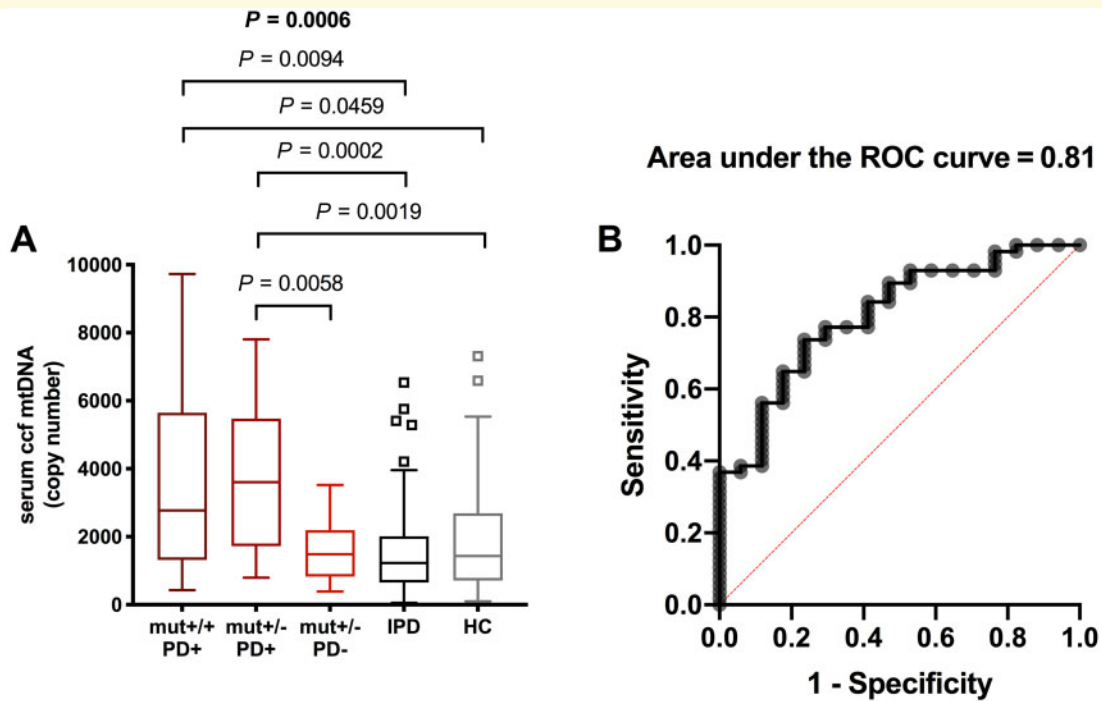 P = 0.0006
P = 0.0094
P = 0.0459
P = 0.0002
P = 0.0019
P = 0.0058
A
serum ccf mtDNA
(copy number)
10000
8000
6000
4000
2000
0
mut+/+ PD+
mut+/- PD+
mut+/- PD-
IPD
HC
Area under the ROC curve = 0.81
B
Sensitivity
1.0
0.8
0.6
0.4
0.2
0.0
0.0 0.2 0.4 0.6 0.8 1.0
1 - Specificity